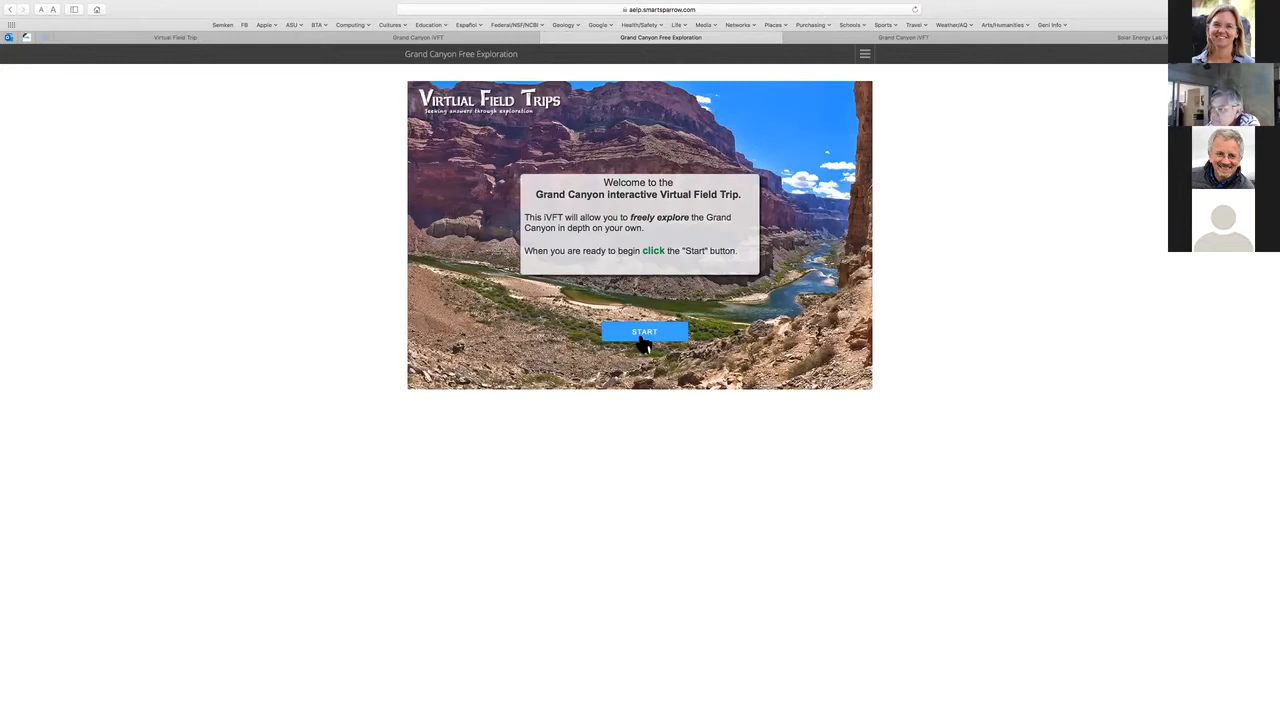 aelp.smartsparrow.com
Semken FB Apple ASU BTA Computing Cultures Education Español Federal/NSF/NCBI Geology Google Health/Safety Life Media Networks Places Purchasing Schools Sports Travel Weather/AQ Arts/Humanities Genl Info
Virtual Field Trip Grand Canyon iVFT Grand Canyon Free Exploration Grand Canyon iVFT Solar Energy Lab
Grand Canyon Free Exploration
VIRTUAL FIELD TRIPS
Seeking answers through exploration
Welcome to the
Grand Canyon interactive Virtual Field Trip.
This iVFT will allow you to freely explore the Grand
Canyon in depth on your own.
When you are ready to begin click the "Start" button.
START